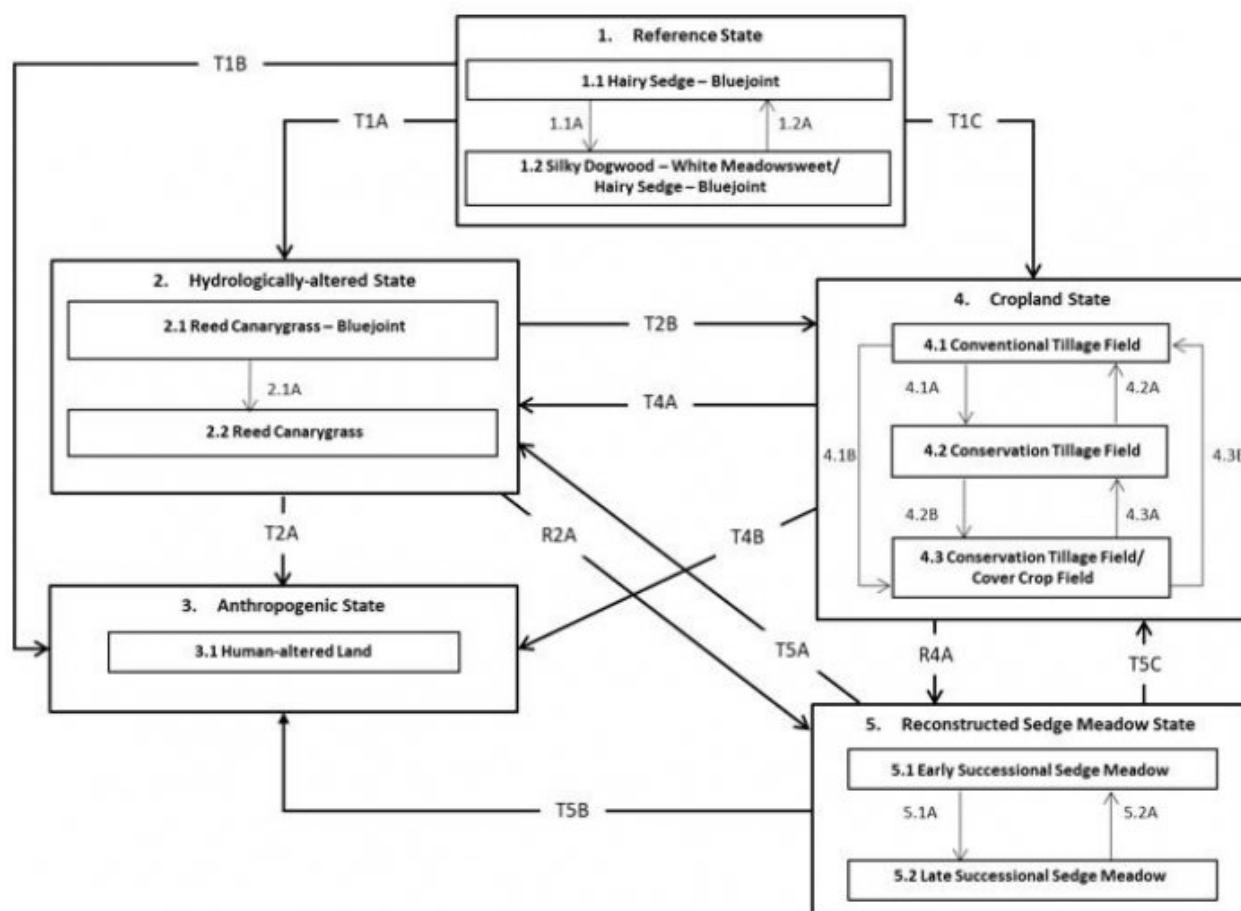 1. Reference State
T1B
1.1 Hairy Sedge – Bluejoint
T1A
1.1A
1.2A
T1C
1.2 Silky Dogwood – White Meadowsweet/
Hairy Sedge – Bluejoint
2. Hydrologically-altered State
4. Cropland State
2.1 Reed Canarygrass – Bluejoint
T2B
4.1 Conventional Tillage Field
2.1A
4.1A
4.2A
T4A
2.2 Reed Canarygrass
4.2 Conservation Tillage Field
4.1B
4.3B
4.2B
4.3A
T2A
R2A
T4B
4.3 Conservation Tillage Field/
Cover Crop Field
3. Anthropogenic State
3.1 Human-altered Land
T5A
R4A
T5C
5. Reconstructed Sedge Meadow State
5.1 Early Successional Sedge Meadow
T5B
5.1A
5.2A
5.2 Late Successional Sedge Meadow